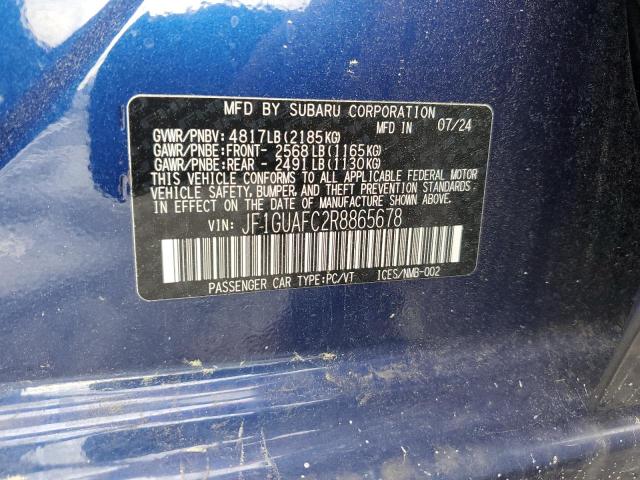 MFD BY SUBARU CORPORATION
GVWR/PNBV: 4817LB(2185KG) MFD IN 07/24
GAWR/PNBE:FRONT- 2568LB(1165KG)
GAWR/PNBE:REAR - 2491LB(1130KG)
THIS VEHICLE CONFORMS TO ALL APPLICABLE FEDERAL MOTOR
VEHICLE SAFETY, BUMPER, AND THEFT PREVENTION STANDARDS
IN EFFECT ON THE DATE OF MANUFACTURE SHOWN ABOVE.
VIN: JF1GUAFC2R8865678
PASSENGER CAR TYPE:PC/VT ICES/NMB-002